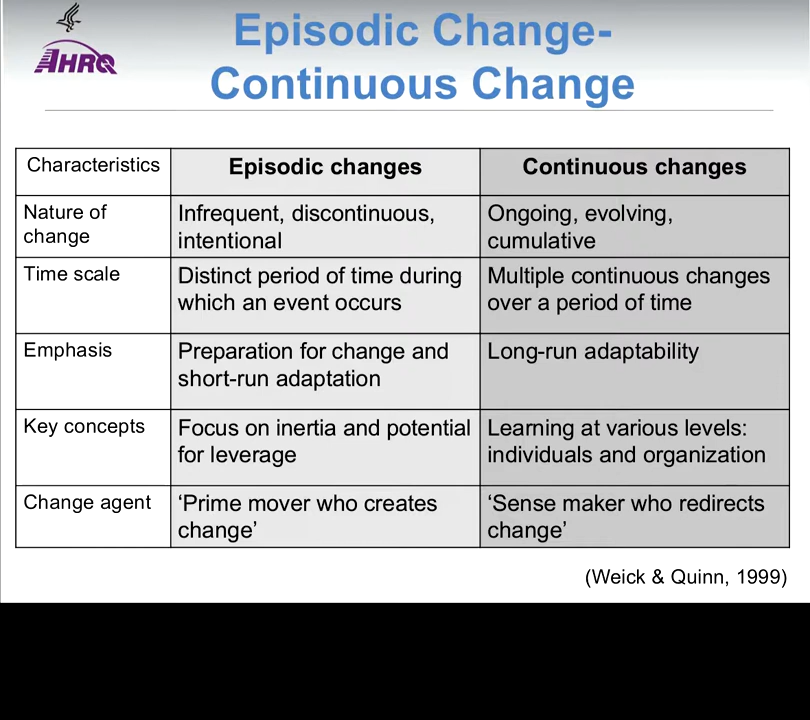 AHRQ
Episodic Change-
Continuous Change
Characteristics
Episodic changes
Continuous changes
Nature of
change
Infrequent, discontinuous,
intentional
Ongoing, evolving,
cumulative
Time scale
Distinct period of time during
which an event occurs
Multiple continuous changes
over a period of time
Emphasis
Preparation for change and
short-run adaptation
Long-run adaptability
Key concepts
Focus on inertia and potential
for leverage
Learning at various levels:
individuals and organization
Change agent
‘Prime mover who creates
change’
‘Sense maker who redirects
change’
(Weick & Quinn, 1999)